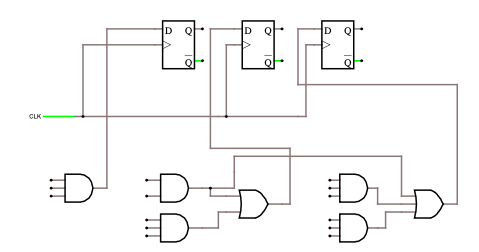 D Q D Q D Q
Q Q Q
CLK